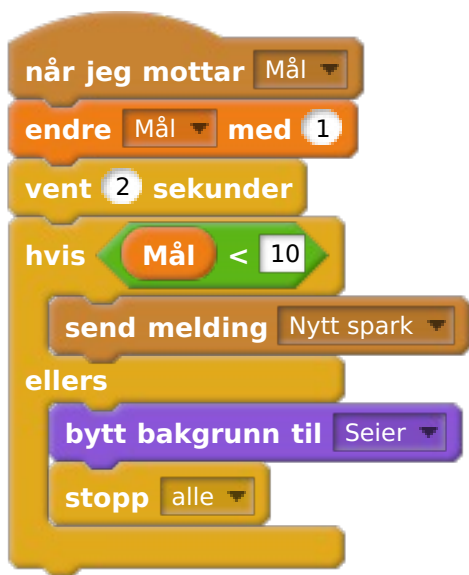 når jeg mottar Mål
endre Mål med 1
vent 2 sekunder
hvis Mål < 10
send melding Nytt spark
ellers
bytt bakgrunn til Seier
stopp alle